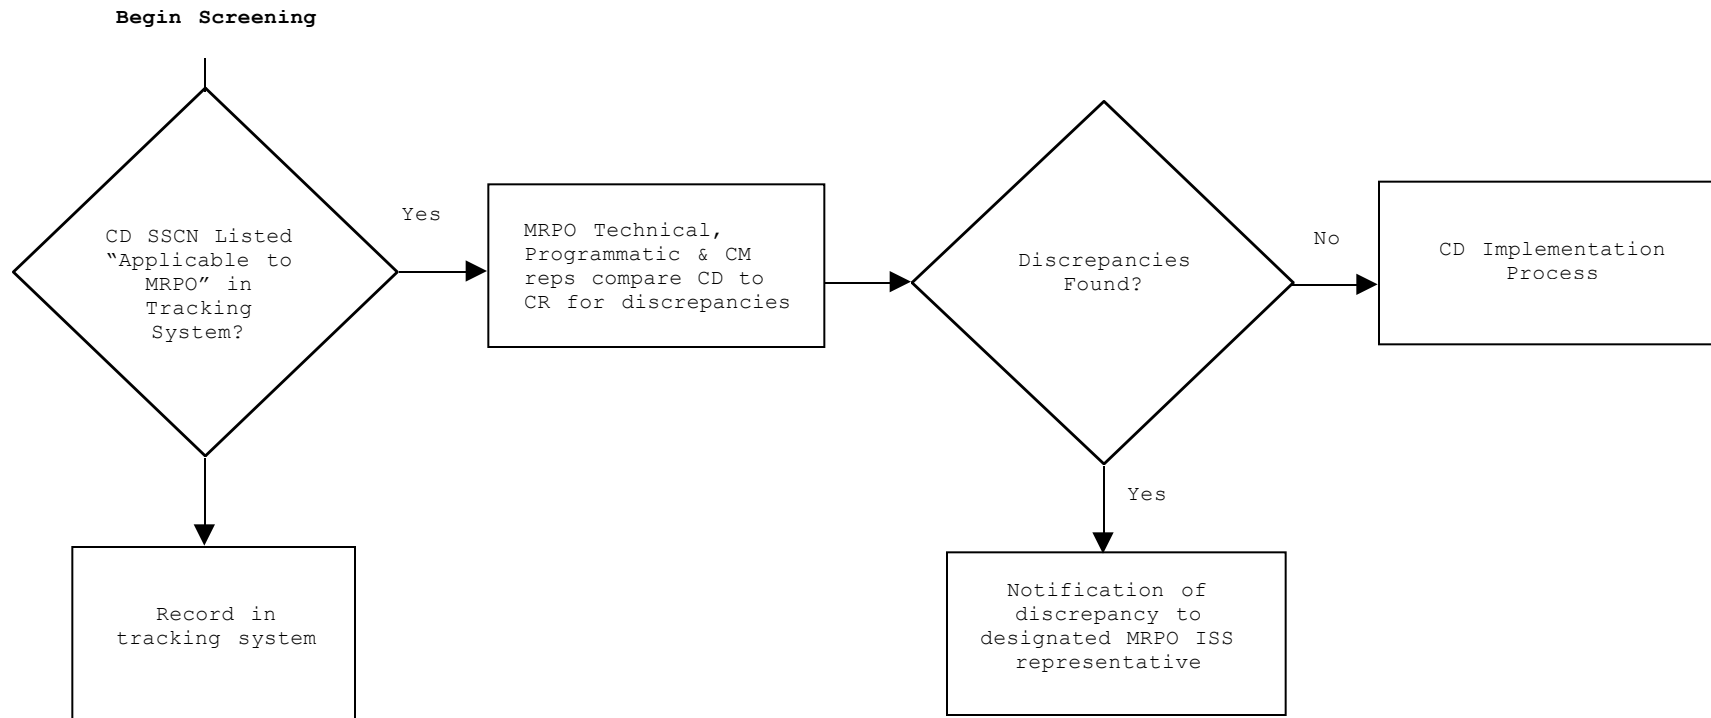 Begin Screening
CD SSCN Listed
“Applicable to
MRPO” in
Tracking
System?
Yes
MRPO Technical,
Programmatic & CM
reps compare CD to
CR for discrepancies
Discrepancies
Found?
No
CD Implementation
Process
Yes
Record in
tracking system
Notification of
discrepancy to
designated MRPO ISS
representative